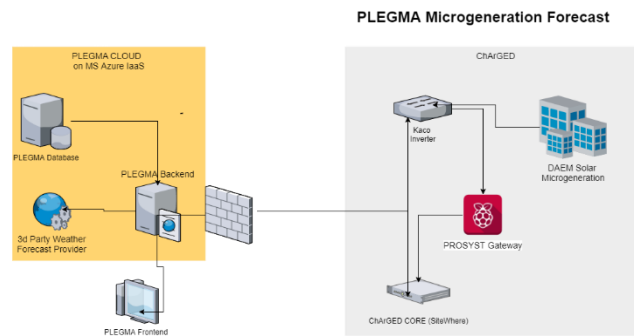 PLEGMA Microgeneration Forecast
PLEGMA CLOUD
on MS Azure IaaS
PLEGMA Database
PLEGMA Backend
3d Party Weather
Forecast Provider
PLEGMA Frontend
ChArGED
Kaco
Inverter
DAEM Solar
Microgeneration
PROSYST Gateway
ChArGED CORE (SiteWhere)